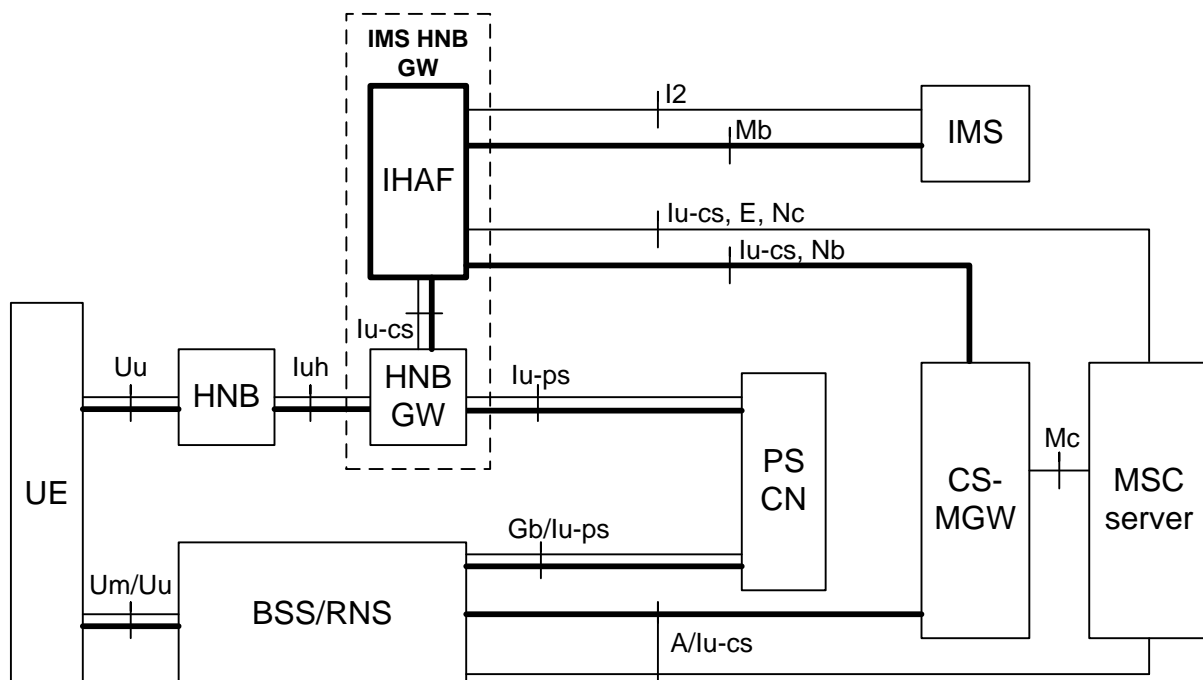 IMS HNB
GW
I2
Mb
IHAF
IMS
Iu-cs, E, Nc
Iu-cs, Nb
Iu-cs
Uu
Iuh
Iu-ps
HNB
HNB
GW
UE
PS
CN
CS-
MGW
Mc
MSC
server
Gb/Iu-ps
Um/Uu
BSS/RNS
A/Iu-cs